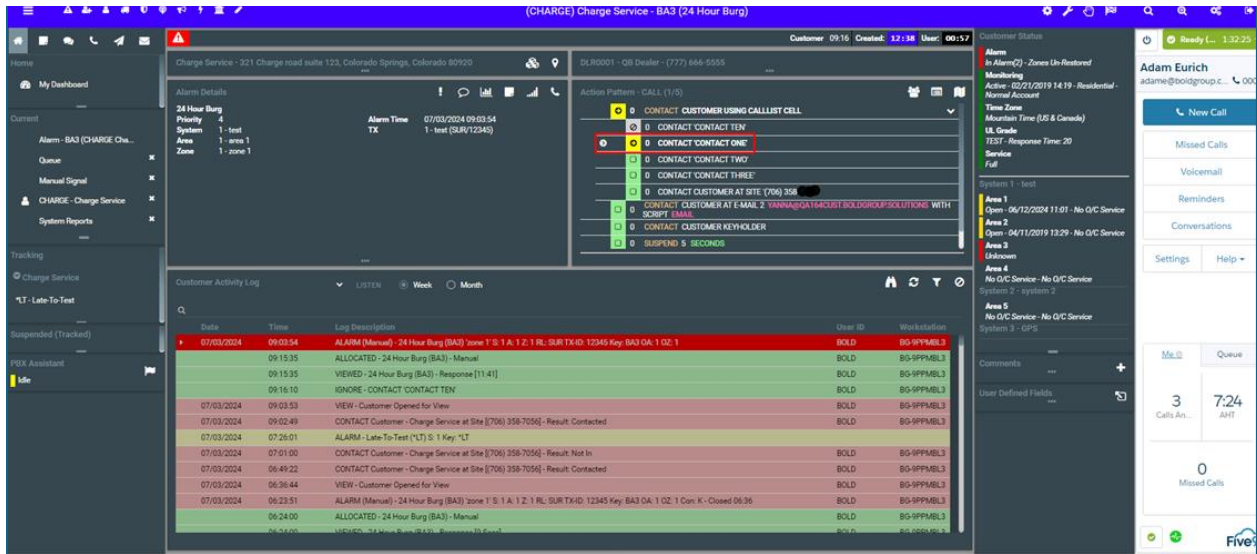 (CHARGE) Charge Service - BA3 (24 Hour Burg)
Home
My Dashboard
Current
Alarm - BA3 (CHARGE Cha...
Queue
Manual Signal
CHARGE - Charge Service
System Reports
Tracking
Charge Service
*LT - Late-To-Test
Suspended (Tracked)
PBX Assistant
Idle
Customer 09:16 Created: 12:38 User: 00:57
Charge Service - 321 Charge road suite 123, Colorado Springs, Colorado 80920
DLR0001 - QB Dealer - (777) 666-5555
Alarm Details
24 Hour Burg
Priority 4 Alarm Time 07/03/2024 09:03:54
System 1 - test TX 1 - test (SUR/12345)
Area 1 - area 1
Zone 1 - zone 1
Action Pattern - CALL (1/5)
0 CONTACT CUSTOMER USING CALLLIST CELL
0 CONTACT 'CONTACT TEN'
0 CONTACT 'CONTACT ONE'
0 CONTACT 'CONTACT TWO'
0 CONTACT 'CONTACT THREE'
0 CONTACT CUSTOMER AT SITE '(706) 358
0 CONTACT CUSTOMER AT E-MAIL 2 YANNA@QA164CUST.BOLDGROUP.SOLUTIONS WITH
SCRIPT EMAIL
0 CONTACT CUSTOMER KEYHOLDER
0 SUSPEND 5 SECONDS
Customer Activity Log LISTEN Week Month
Date Time Log Description User ID Workstation
07/03/2024 09:03:54 ALARM (Manual) - 24 Hour Burg (BA3) 'zone 1' S: 1 A: 1 Z: 1 RL: SUR TX-ID: 12345 Key: BA3 OA: 1 OZ: 1 BOLD BG-9PPMBL3
09:15:35 ALLOCATED - 24 Hour Burg (BA3) - Manual BOLD BG-9PPMBL3
09:15:35 VIEWED - 24 Hour Burg (BA3) - Response [11:41] BOLD BG-9PPMBL3
09:16:10 IGNORE - CONTACT 'CONTACT TEN' BOLD BG-9PPMBL3
07/03/2024 09:03:53 VIEW - Customer Opened for View BOLD BG-9PPMBL3
07/03/2024 09:02:49 CONTACT Customer - Charge Service at Site [(706) 358-7056] - Result: Contacted BOLD BG-9PPMBL3
07/03/2024 07:26:01 ALARM - Late-To-Test (*LT) S: 1 Key: *LT BOLD BG-9PPMBL3
07/03/2024 07:01:00 CONTACT Customer - Charge Service at Site [(706) 358-7056] - Result: Not In BOLD BG-9PPMBL3
07/03/2024 06:49:22 CONTACT Customer - Charge Service at Site [(706) 358-7056] - Result: Contacted BOLD BG-9PPMBL3
07/03/2024 06:36:44 VIEW - Customer Opened for View BOLD BG-9PPMBL3
07/03/2024 06:23:51 ALARM (Manual) - 24 Hour Burg (BA3) 'zone 1' S: 1 A: 1 Z: 1 RL: SUR TX-ID: 12345 Key: BA3 OA: 1 OZ: 1 Con: K - Closed 06:36 BOLD BG-9PPMBL3
06:24:00 ALLOCATED - 24 Hour Burg (BA3) - Manual BOLD BG-9PPMBL3
Customer Status
Alarm
In Alarm(2) - Zones Un-Restored
Monitoring
Active - 02/21/2019 14:19 - Residential -
Normal Account
Time Zone
Mountain Time (US & Canada)
UL Grade
TEST - Response Time: 20
Service
Full
System 1 - test
Area 1
Open - 06/12/2024 11:01 - No O/C Service
Area 2
Open - 04/11/2019 13:29 - No O/C Service
Area 3
Unknown
Area 4
No O/C Service - No O/C Service
System 2 - system 2
Area 5
No O/C Service - No O/C Service
System 3 - GPS
Comments
User Defined Fields
Ready (... 1:32:25
Adam Eurich
adame@boldgroup.c... 000
New Call
Missed Calls
Voicemail
Reminders
Conversations
Settings Help
Me Queue
3 7:24
Calls An... AHT
0
Missed Calls
Five